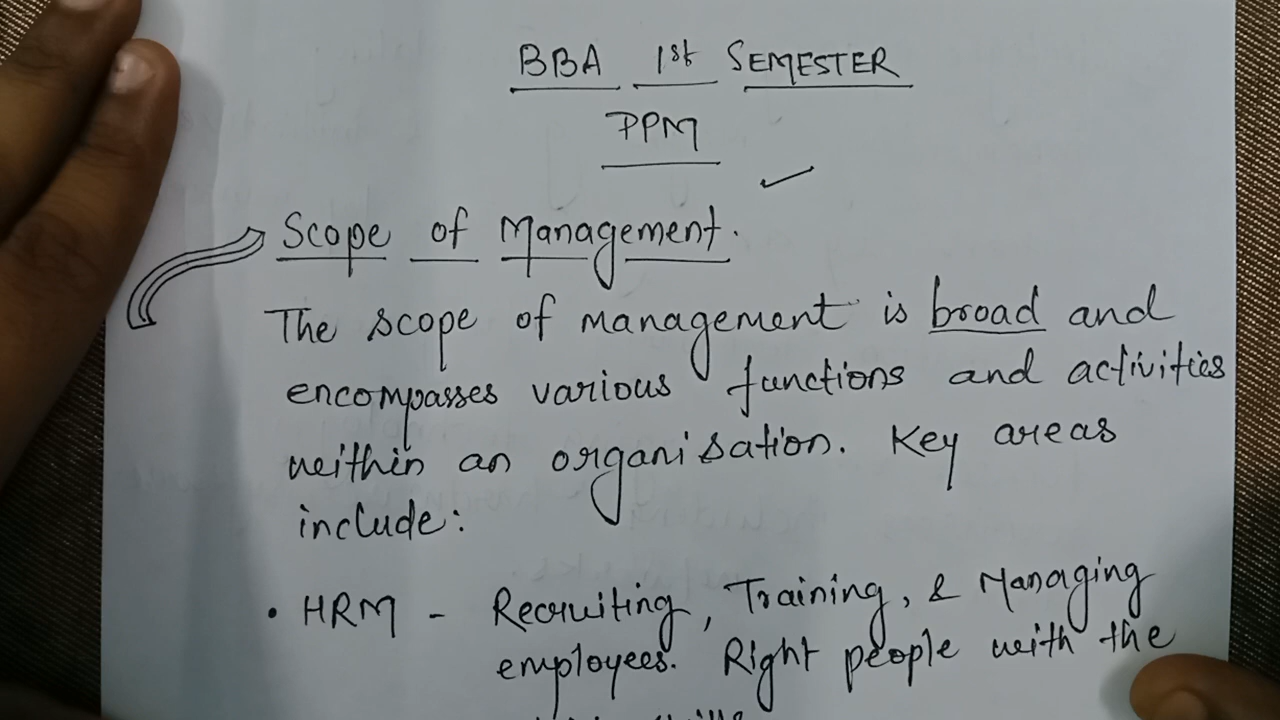 BBA 1st SEMESTER
PPM
Scope of Management.
The scope of management is broad and
encompasses various functions and activities
within an organisation. Key areas
include:
• HRM - Recruiting, Training, & Managing
employees. Right people with the